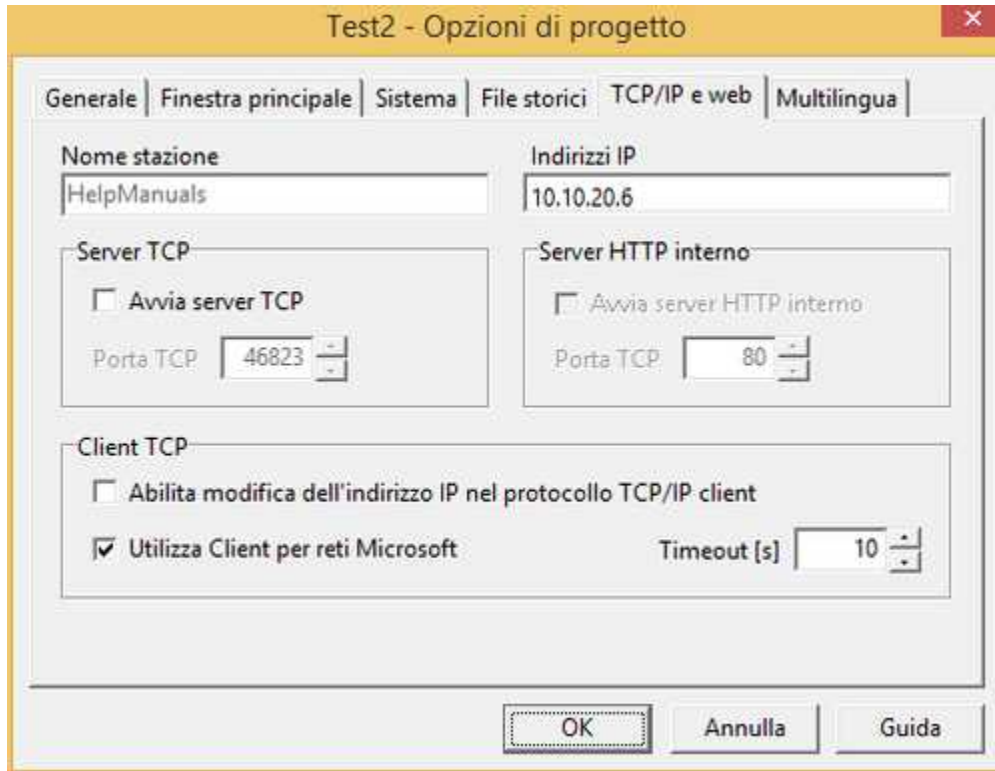 Test2 - Opzioni di progetto
Generale Finestra principale Sistema File storici TCP/IP e web Multilingua
Nome stazione Indirizzi IP
HelpManuals 10.10.20.6
Server TCP Server HTTP interno
Avvia server TCP Avvia server HTTP interno
Porta TCP 46823 Porta TCP 80
Client TCP
Abilita modifica dell'indirizzo IP nel protocollo TCP/IP client
Utilizza Client per reti Microsoft Timeout [s] 10
OK Annulla Guida